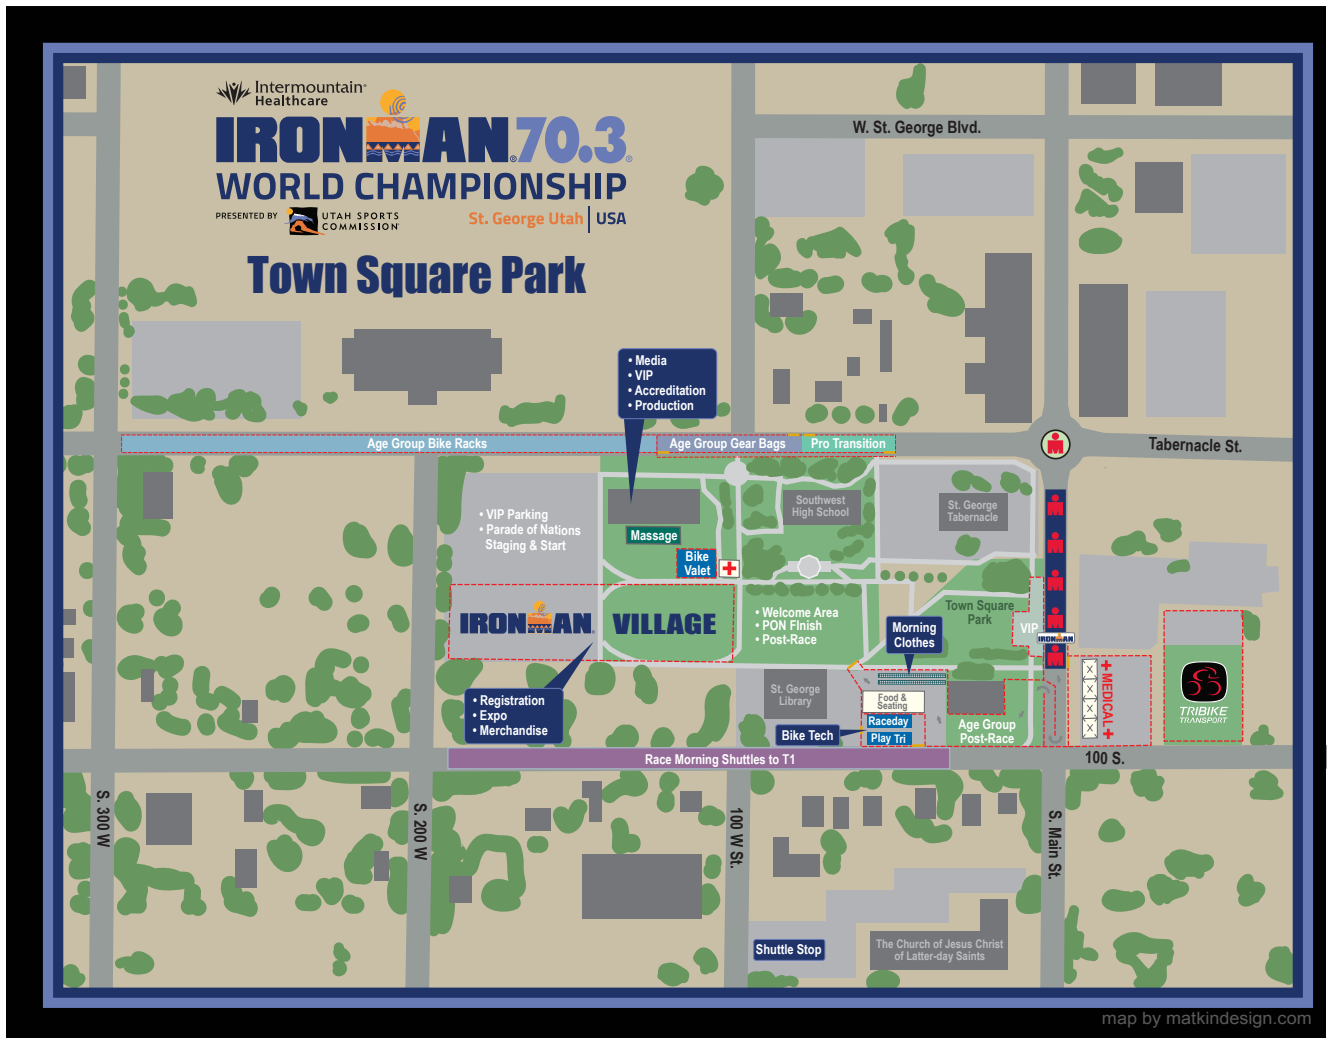 Intermountain®
Healthcare
IRONMAN® 70.3®
WORLD CHAMPIONSHIP
PRESENTED BY
UTAH SPORTS
COMMISSION
St. George Utah | USA
Town Square Park
W. St. George Blvd.
• Media
• VIP
• Accreditation
• Production
Age Group Bike Racks
Age Group Gear Bags
Pro Transition
Tabernacle St.
• VIP Parking
• Parade of Nations
Staging & Start
Massage
Bike
Valet
Southwest
High School
St. George
Tabernacle
IRONMAN®
VILLAGE
• Welcome Area
• PON FInish
• Post-Race
Morning
Clothes
Town Square
Park
VIP
IRONMAN
• Registration
• Expo
• Merchandise
St. George
Library
Food &
Seating
Raceday
Play Tri
Bike Tech
Age Group
Post-Race
X
X
X
X
MEDICAL
TRIBIKE
TRANSPORT
Race Morning Shuttles to T1
100 S.
S. 300 W
S. 200 W
100 W St.
S. Main St.
Shuttle Stop
The Church of Jesus Christ
of Latter-day Saints
map by matkindesign.com